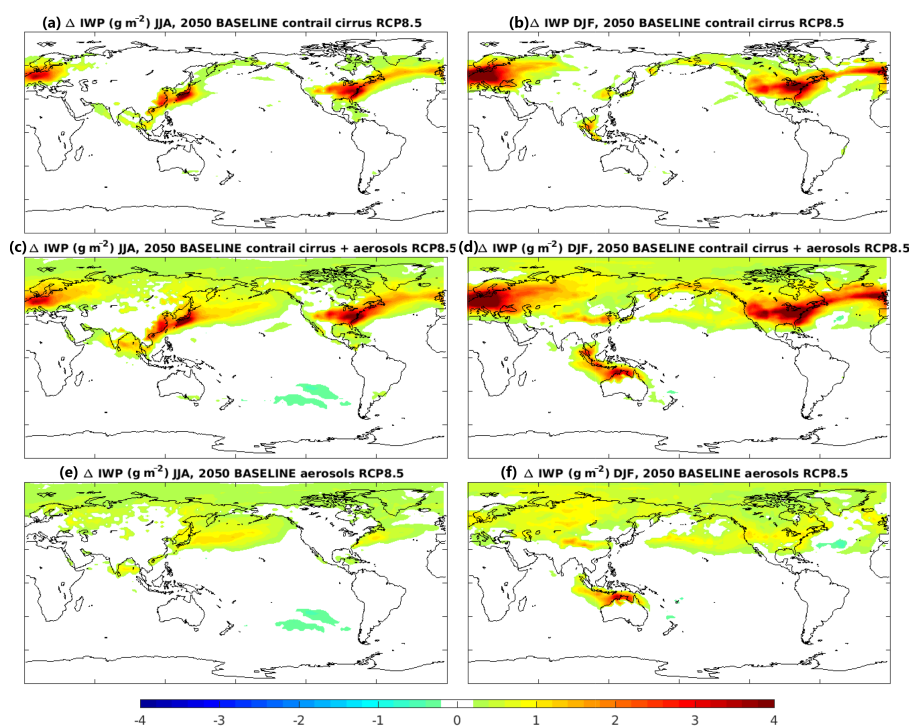 (a) Δ IWP (g m⁻²) JJA, 2050 BASELINE contrail cirrus RCP8.5
(b) Δ IWP (g m⁻²) DJF, 2050 BASELINE contrail cirrus RCP8.5
(c) Δ IWP (g m⁻²) JJA, 2050 BASELINE contrail cirrus + aerosols RCP8.5
(d) Δ IWP (g m⁻²) DJF, 2050 BASELINE contrail cirrus + aerosols RCP8.5
(e) Δ IWP (g m⁻²) JJA, 2050 BASELINE aerosols RCP8.5
(f) Δ IWP (g m⁻²) DJF, 2050 BASELINE aerosols RCP8.5
-4 -3 -2 -1 0 1 2 3 4